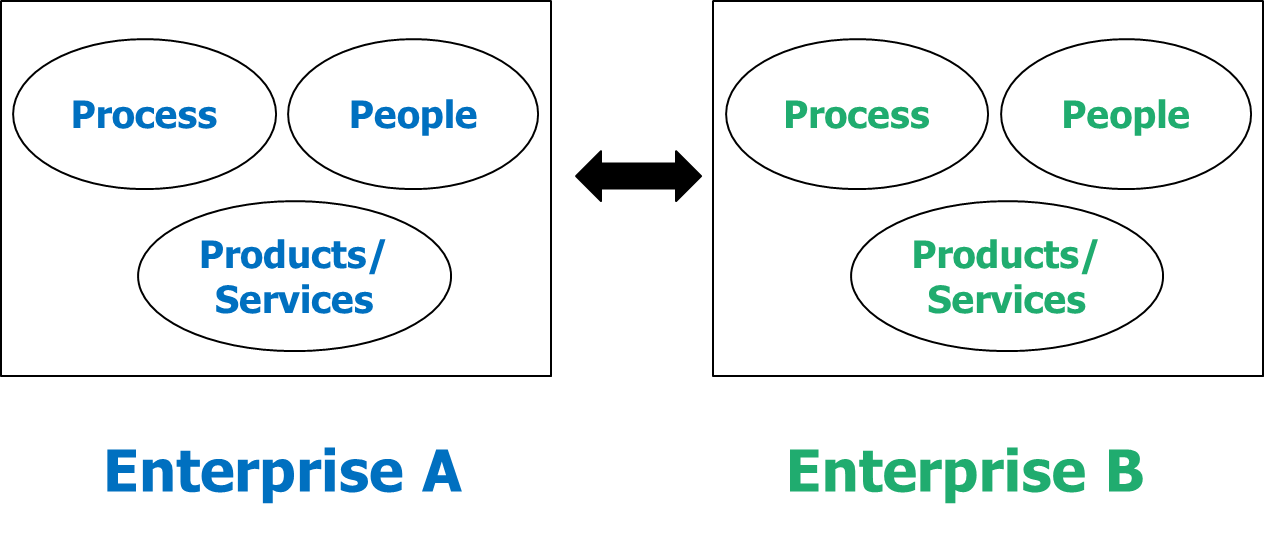 Process
People
Products/
Services
Enterprise A
Process
People
Products/
Services
Enterprise B